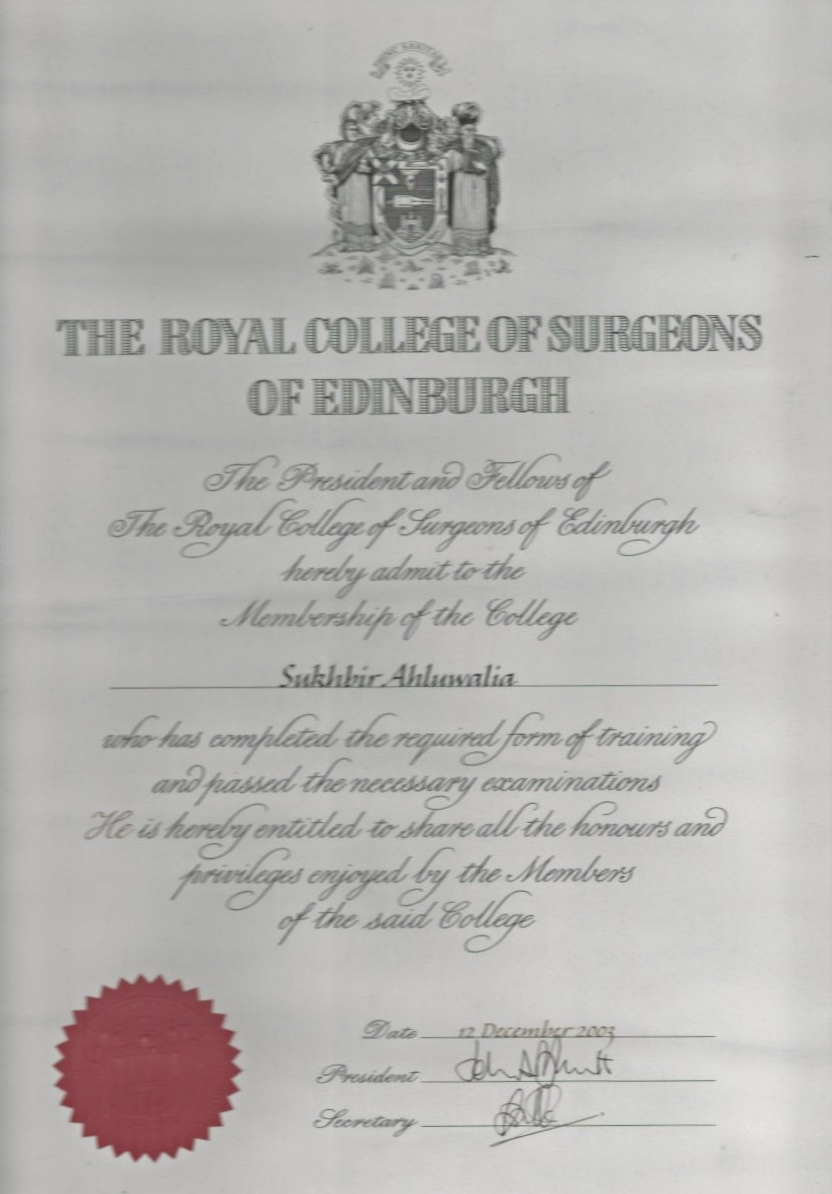 THE ROYAL COLLEGE OF SURGEONS
OF EDINBURGH
The President and Fellows of
The Royal College of Surgeons of Edinburgh
hereby admit to the
Membership of the College
Sukhbir Ahluwalia
who has completed the required form of training
and passed the necessary examinations
He is hereby entitled to share all the honours and
privileges enjoyed by the Members
of the said College
Date 12 December 2003
President
Secretary